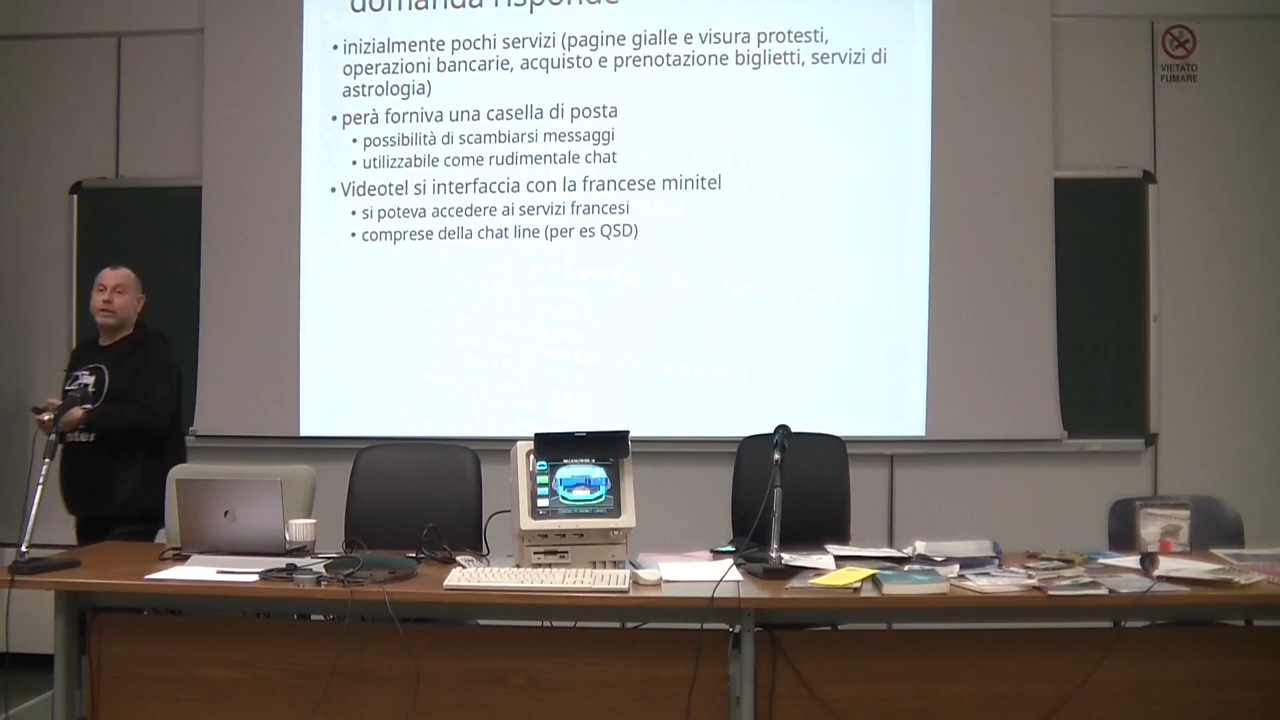 domanda risponde
• inizialmente pochi servizi (pagine gialle e visura protesti,
operazioni bancarie, acquisto e prenotazione biglietti, servizi di
astrologia)
• perà forniva una casella di posta
• possibilità di scambiarsi messaggi
• utilizzabile come rudimentale chat
• Videotel si interfaccia con la francese minitel
• si poteva accedere ai servizi francesi
• comprese della chat line (per es QSD)
VIETATO
FUMARE